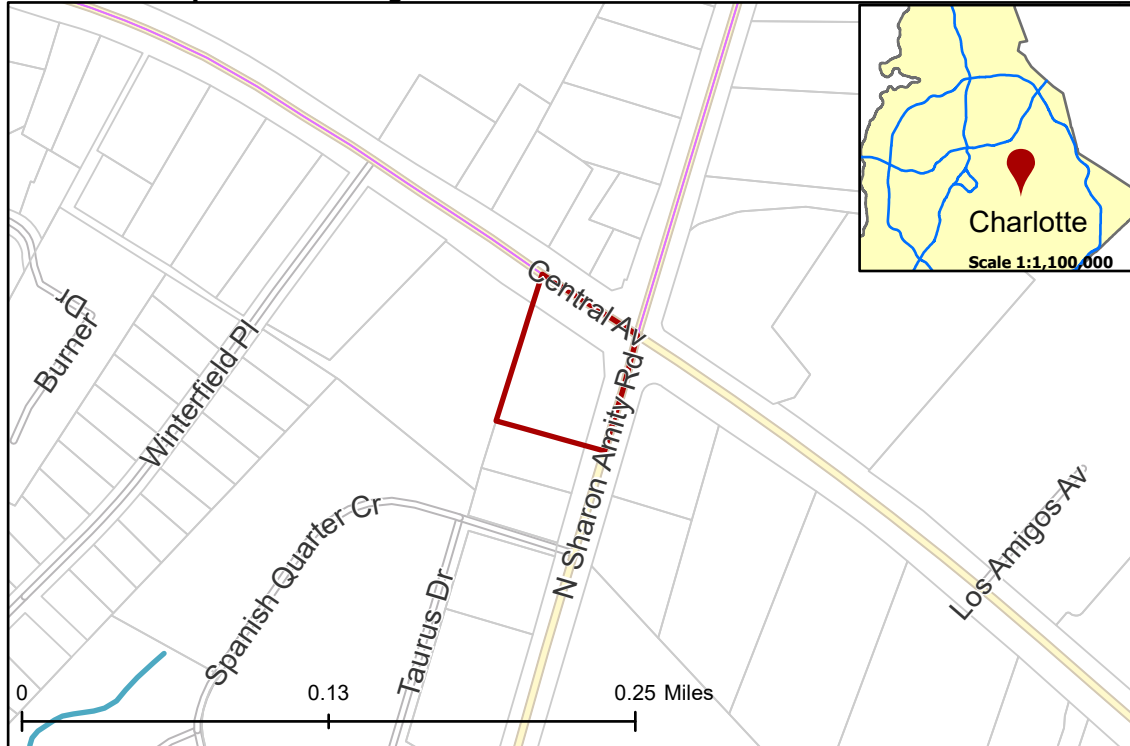 Charlotte
Scale 1:1,100,000
Central Av
N Sharon Amity Rd
Burner
Dr
Winterfield Pl
Spanish Quarter Cr
Taurus Dr
Los Amigos Av
0
0.13
0.25 Miles